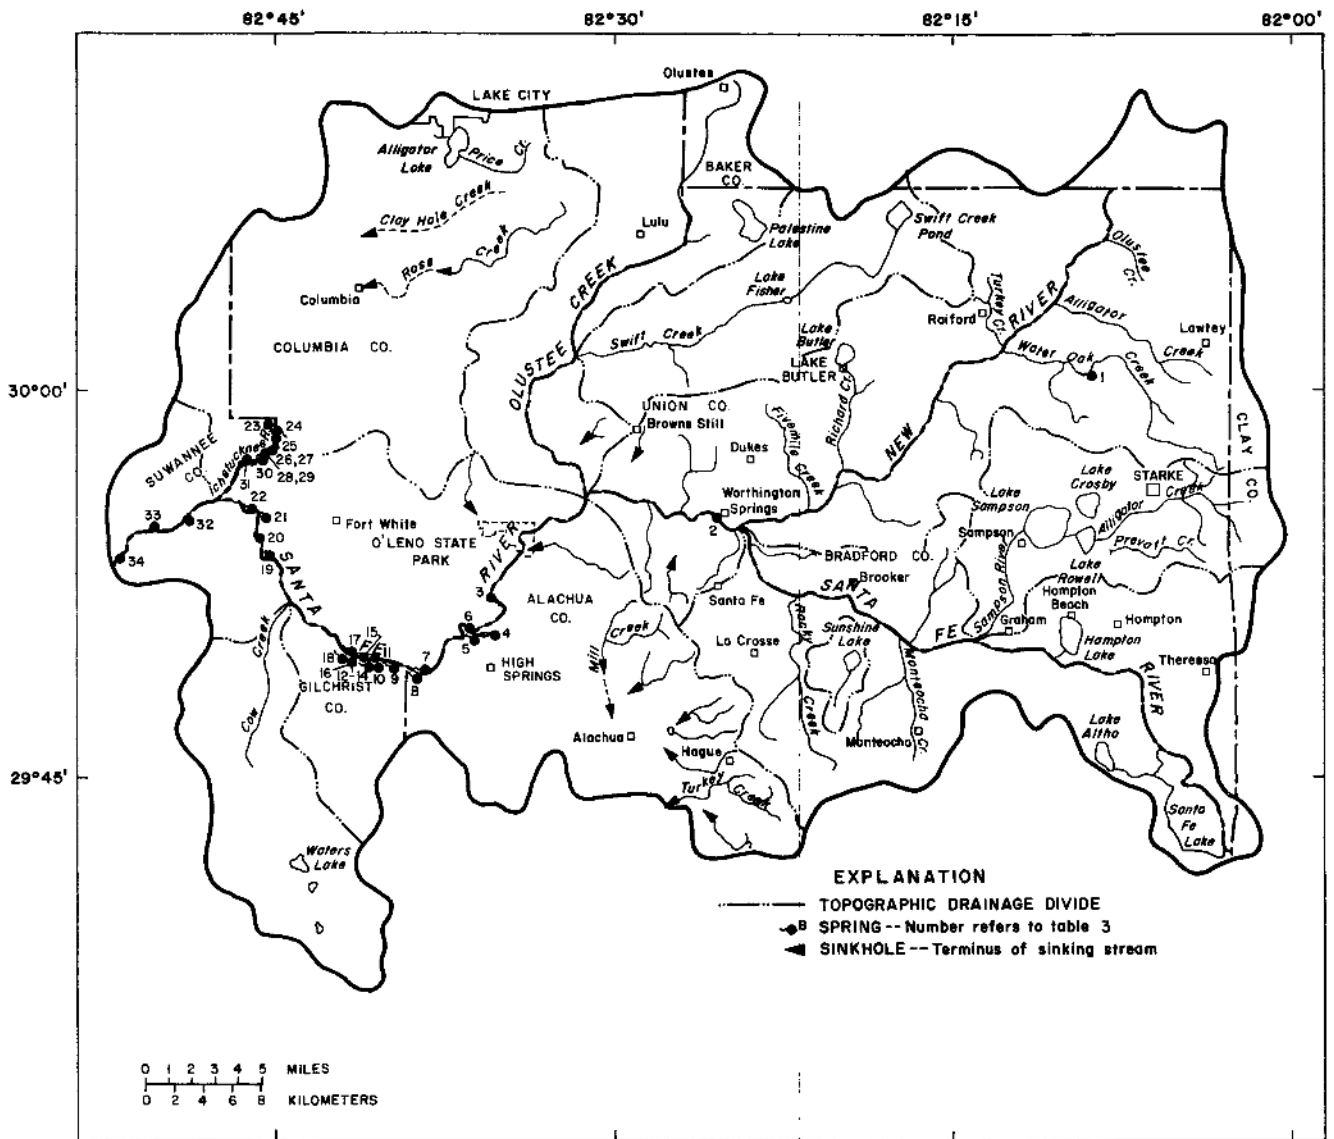 82°45'
82°30'
82°15'
82°00'
Olustee
LAKE CITY
Alligator
Lake
Price Cr.
BAKER
CO.
Clay Hole Creek
Lulu
Palestine
Lake
Swift Creek
Pond
Olustee
Cr.
Rose Creek
Columbia
OLUSTEE CREEK
Lake
Fisher
Turkey Cr.
NEW RIVER
Alligator Creek
Raiford
Lawtey
COLUMBIA CO.
Swift Creek
Lake
Butler
LAKE
BUTLER
Water Oak Creek
1
30°00'
Richard Cr.
UNION CO.
Browns Still
Fivemile Creek
CLAY CO.
23
24
25
26,27
28,29
30
31
Ichetucknee R.
SUWANNEE
CO.
Dukes
Lake
Crosby
STARKE
Worthington
Springs
2
Lake
Sampson
Sampson
Alligator Creek
22
21
20
19
33
32
34
Fort White
O'LENO STATE
PARK
BRADFORD CO.
Prevatt Cr.
Lake
Rowell
SANTA FE RIVER
Brooker
Santa Fe
Sampson River
Hampton
Beach
Hampton
Graham
Hampton
Lake
Theressa
3
ALACHUA
CO.
6
4
5
Mill Creek
La Crosse
Rocky Creek
Sunshine
Lake
Monteocha Cr.
HIGH
SPRINGS
Cow Creek
15
17
11
18
16
12-14
10
9
8
7
GILCHRIST
CO.
SANTA
RIVER
Alachua
Hague
Monteocha
Lake
Altho
29°45'
Turkey Creek
Santa
Fe
Lake
Waters
Lake
EXPLANATION
TOPOGRAPHIC DRAINAGE DIVIDE
8 SPRING -- Number refers to table 3
SINKHOLE -- Terminus of sinking stream
0 1 2 3 4 5 MILES
0 2 4 6 8 KILOMETERS